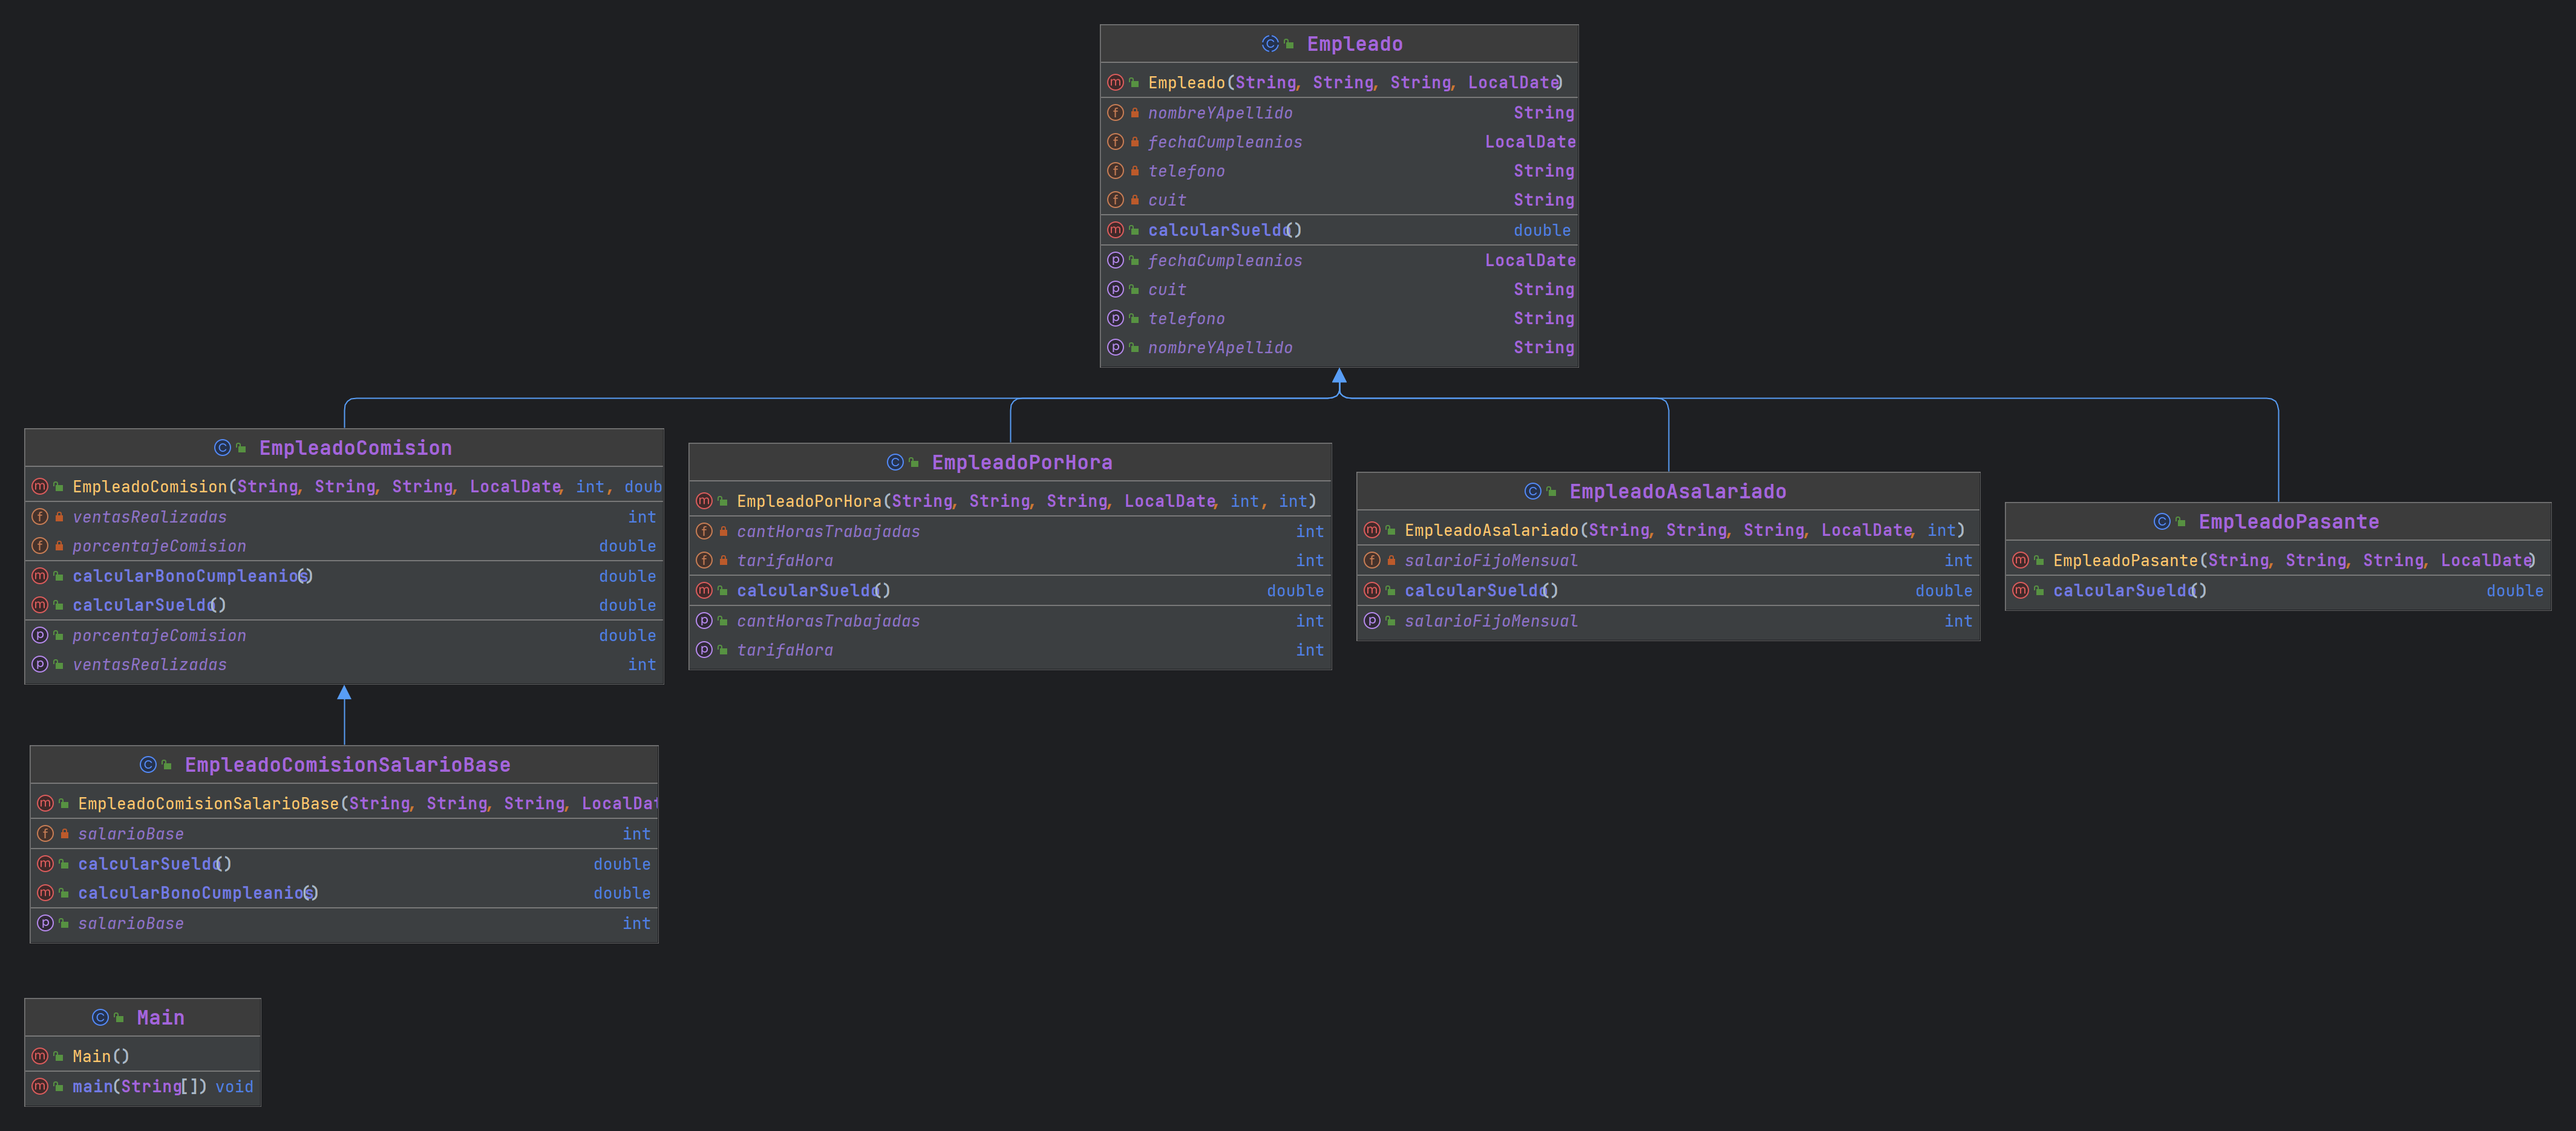 Empleado
Empleado(String, String, String, LocalDate)
nombreYApellido String
fechaCumpleanios LocalDate
telefono String
cuit String
calcularSueldo() double
fechaCumpleanios LocalDate
cuit String
telefono String
nombreYApellido String
EmpleadoComision
EmpleadoComision(String, String, String, LocalDate, int, doub
ventasRealizadas int
porcentajeComision double
calcularBonoCumpleanios() double
calcularSueldo() double
porcentajeComision double
ventasRealizadas int
EmpleadoPorHora
EmpleadoPorHora(String, String, String, LocalDate, int, int)
cantHorasTrabajadas int
tarifaHora int
calcularSueldo() double
cantHorasTrabajadas int
tarifaHora int
EmpleadoAsalariado
EmpleadoAsalariado(String, String, String, LocalDate, int)
salarioFijoMensual int
calcularSueldo() double
salarioFijoMensual int
EmpleadoPasante
EmpleadoPasante(String, String, String, LocalDate)
calcularSueldo() double
EmpleadoComisionSalarioBase
EmpleadoComisionSalarioBase(String, String, String, LocalDat
salarioBase int
calcularSueldo() double
calcularBonoCumpleanios() double
salarioBase int
Main
Main()
main(String[]) void